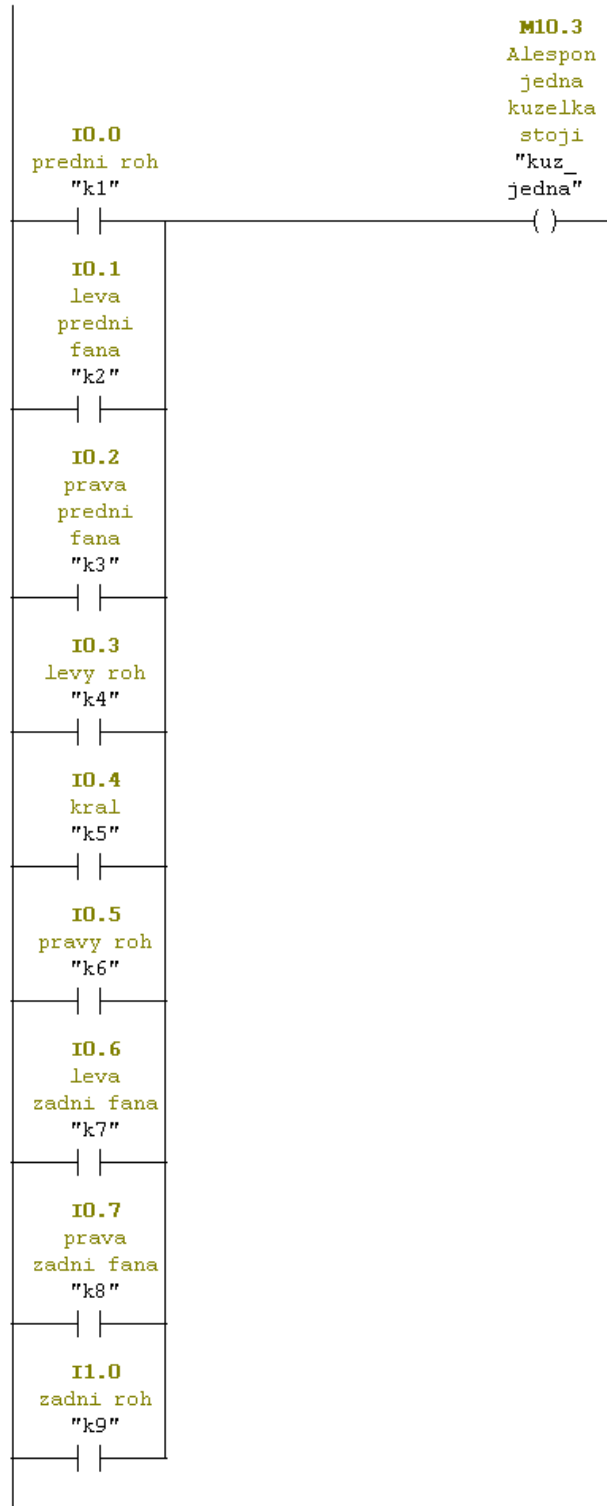 M10.3
Alespon
jedna
kuzelka
stoji
"kuz_
jedna"
I0.0
predni roh
"k1"
I0.1
leva
predni
fana
"k2"
I0.2
prava
predni
fana
"k3"
I0.3
levy roh
"k4"
I0.4
kral
"k5"
I0.5
pravy roh
"k6"
I0.6
leva
zadni fana
"k7"
I0.7
prava
zadni fana
"k8"
I1.0
zadni roh
"k9"